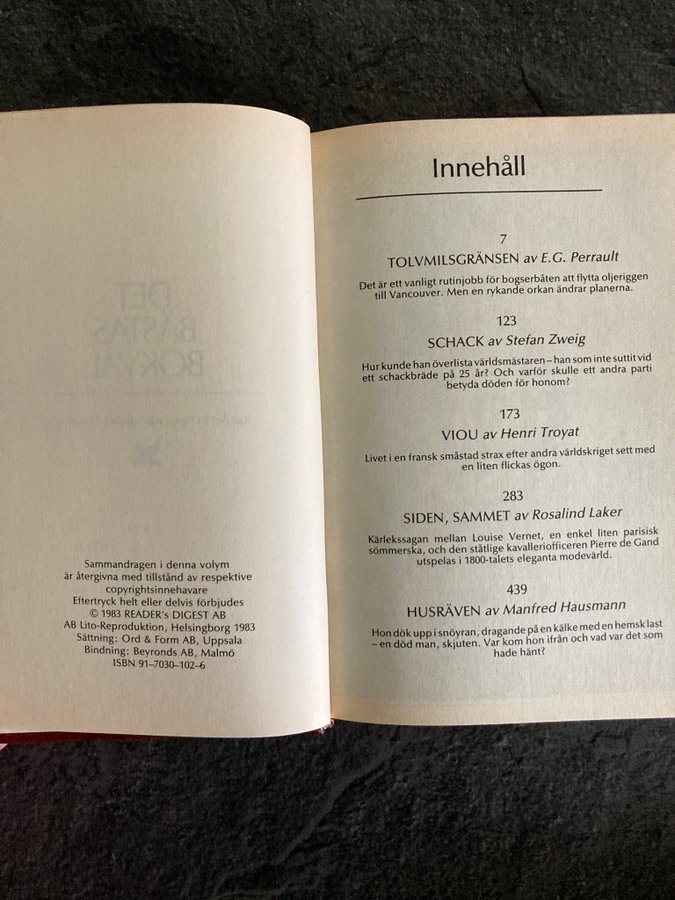 Sammandragen i denna volym
är återgivna med tillstånd av respektive
copyrightsinnehavare
Eftertryck helt eller delvis förbjudes
© 1983 READER's DIGEST AB
AB Lito-Reproduktion, Helsingborg 1983
Sättning: Ord & Form AB, Uppsala
Bindning: Beyronds AB, Malmö
ISBN 91–7030–102–6
Innehåll
7
TOLVMILSGRÄNSEN av E.G. Perrault
Det är ett vanligt rutinjobb för bogserbåten att flytta oljeriggen
till Vancouver. Men en rykande orkan ändrar planerna.
123
SCHACK av Stefan Zweig
Hur kunde han överlista världsmästaren – han som inte suttit vid
ett schackbräde på 25 år? Och varför skulle ett andra parti
betyda döden för honom?
173
VIOU av Henri Troyat
Livet i en fransk småstad strax efter andra världskriget sett med
en liten flickas ögon.
283
SIDEN, SAMMET av Rosalind Laker
Kärlekssagan mellan Louise Vernet, en enkel liten parisisk
sömmerska, och den ståtlige kavalleriofficeren Pierre de Gand
utspelas i 1800-talets eleganta modevärld.
439
HUSRÄVEN av Manfred Hausmann
Hon dök upp i snöyran, dragande på en kälke med en hemsk last
– en död man, skjuten. Var kom hon ifrån och vad var det som
hade hänt?